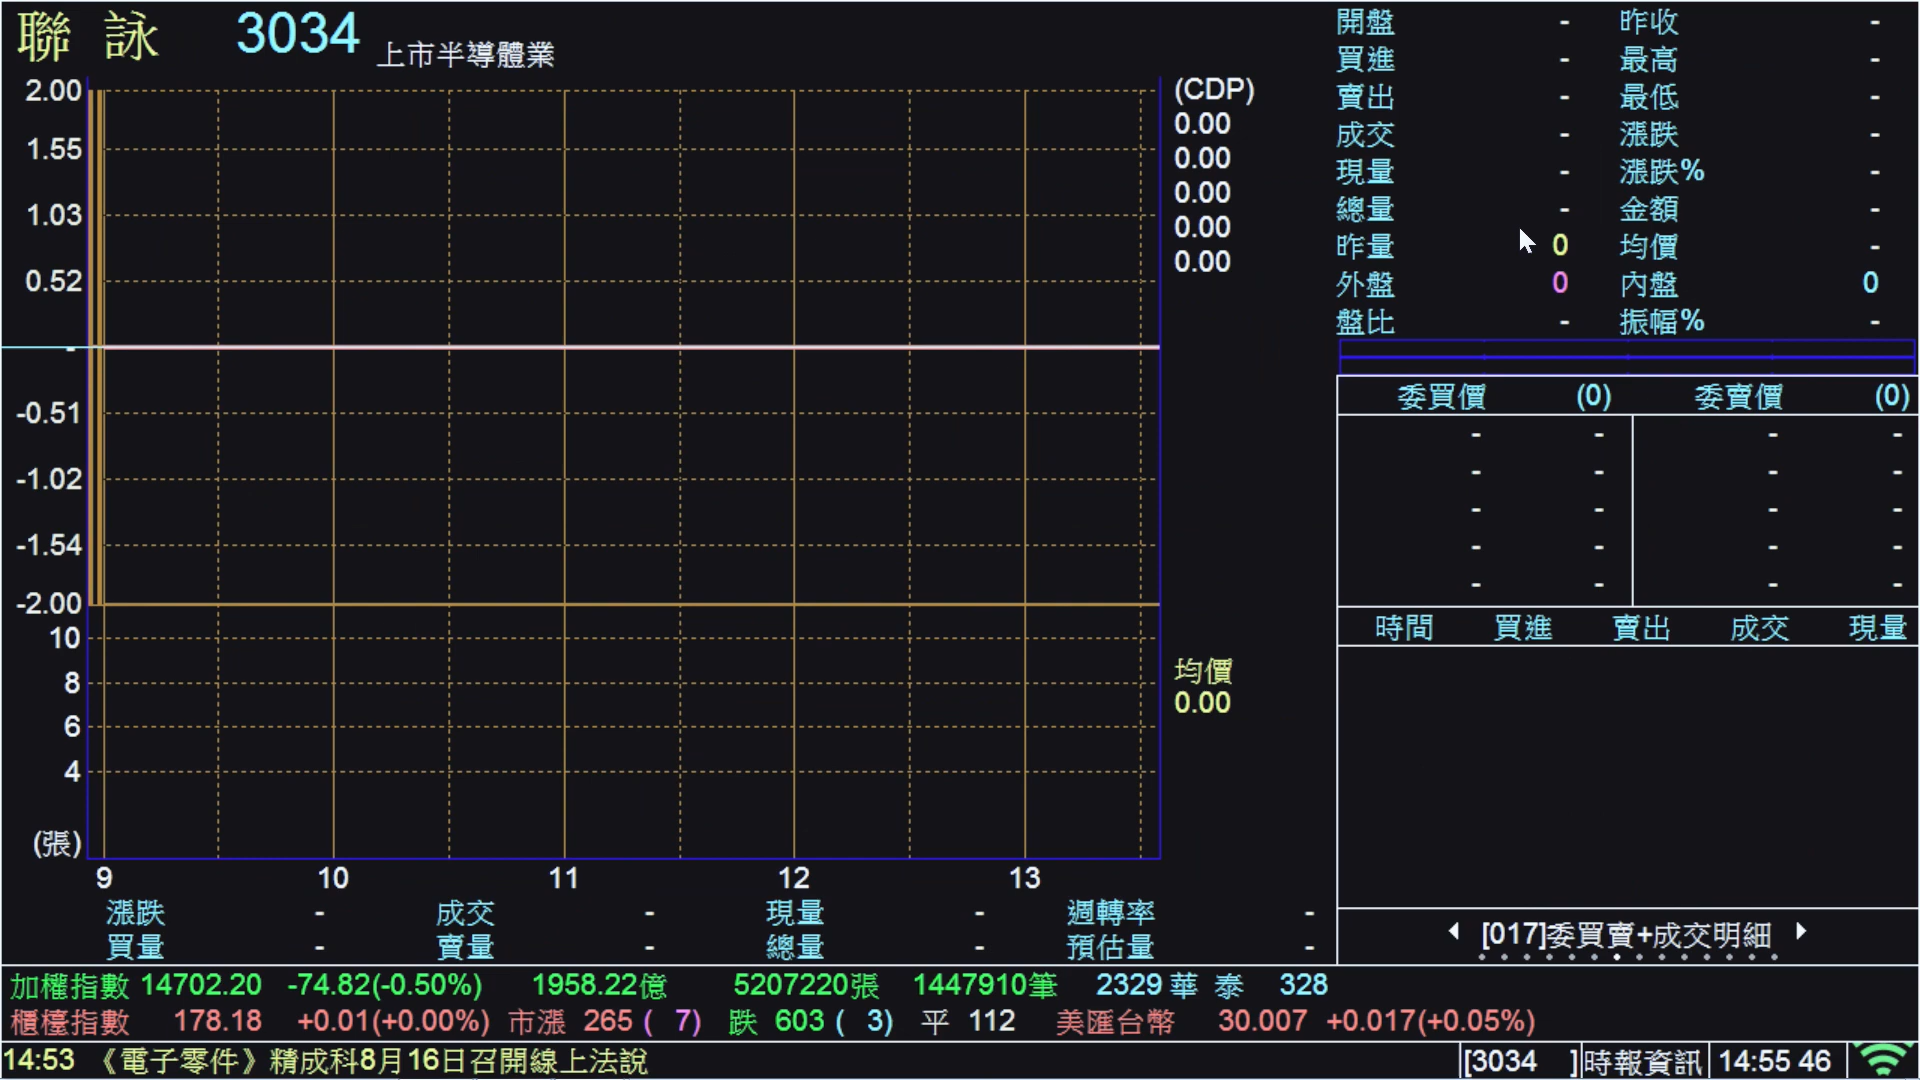 聯 詠 3034 上市半導體業
2.00
1.55
1.03
0.52
-
-0.51
-1.02
-1.54
-2.00
10
8
6
4
(張)
9 10 11 12 13
(CDP)
0.00
0.00
0.00
0.00
0.00
均價
0.00
漲跌 - 成交 - 現量 - 週轉率 -
買量 - 賣量 - 總量 - 預估量 -
開盤 - 昨收 -
買進 - 最高 -
賣出 - 最低 -
成交 - 漲跌 -
現量 - 漲跌% -
總量 - 金額 -
昨量 0 均價 -
外盤 0 內盤 0
盤比 - 振幅% -
委買價 (0) 委賣價 (0)
- - - -
- - - -
- - - -
- - - -
- - - -
時間 買進 賣出 成交 現量
[017]委買賣+成交明細
加權指數 14702.20 -74.82(-0.50%) 1958.22億 5207220張 1447910筆 2329 華 泰 328
櫃檯指數 178.18 +0.01(+0.00%) 市漲 265 ( 7) 跌 603 ( 3) 平 112 美匯台幣 30.007 +0.017(+0.05%)
14:53 《電子零件》精成科8月16日召開線上法說 [3034 ] 時報資訊 14:55 46